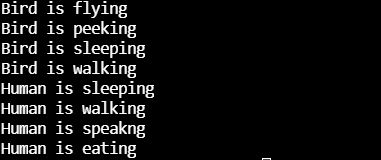 Bird is flying
Bird is peeking
Bird is sleeping
Bird is walking
Human is sleeping
Human is walking
Human is speakng
Human is eating